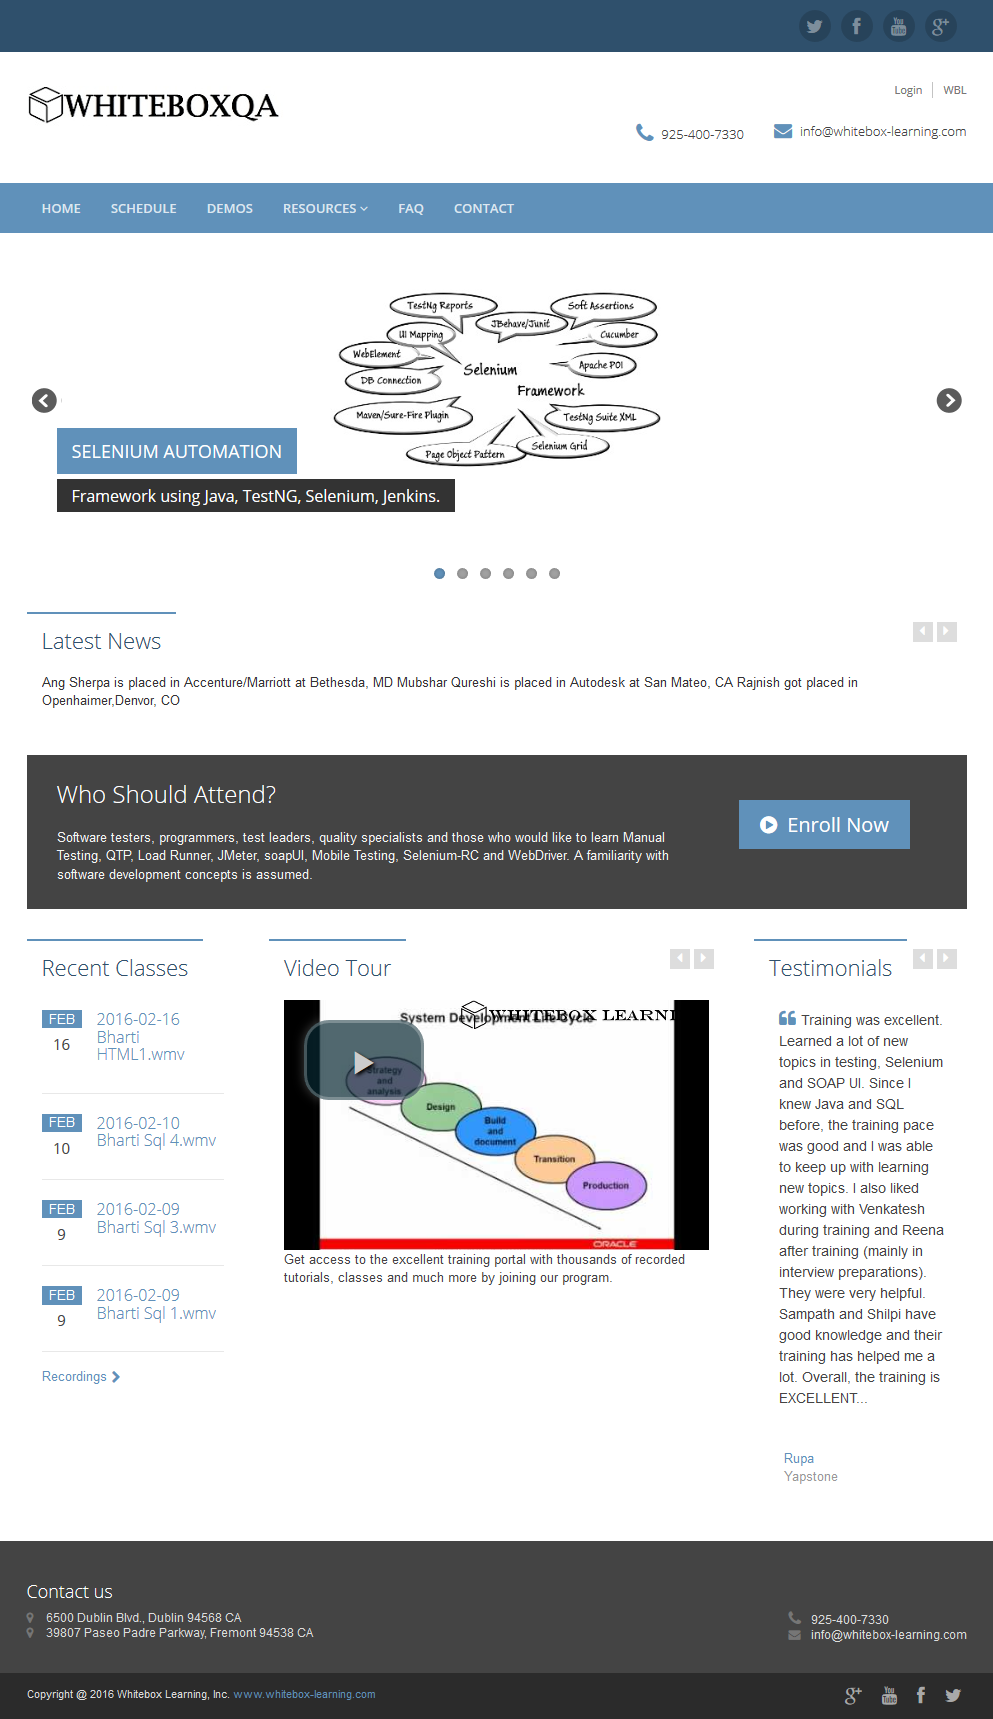 Login WBL
WHITEBOXQA
925-400-7330 info@whitebox-learning.com
HOME SCHEDULE DEMOS RESOURCES FAQ CONTACT
TestNg Reports
Soft Assertions
JBehave/Junit
UI Mapping
Cucumber
WebElement
Selenium
Apache POI
DB Connection
Framework
Maven/Sure-Fire Plugin
TestNg Suite XML
Page Object Pattern
Selenium Grid
SELENIUM AUTOMATION
Framework using Java, TestNG, Selenium, Jenkins.
Latest News
Ang Sherpa is placed in Accenture/Marriott at Bethesda, MD Mubshar Qureshi is placed in Autodesk at San Mateo, CA Rajnish got placed in
Openhaimer,Denvor, CO
Who Should Attend?
Software testers, programmers, test leaders, quality specialists and those who would like to learn Manual
Testing, QTP, Load Runner, JMeter, soapUI, Mobile Testing, Selenium-RC and WebDriver. A familiarity with
software development concepts is assumed.
Enroll Now
Recent Classes
FEB
16
2016-02-16
Bharti
HTML1.wmv
FEB
10
2016-02-10
Bharti Sql 4.wmv
FEB
9
2016-02-09
Bharti Sql 3.wmv
FEB
9
2016-02-09
Bharti Sql 1.wmv
Recordings
Video Tour
System Development Life Cycle
WHITEBOX LEARNI
Strategy
and
analysis
Design
Build
and
document
Transition
Production
ORACLE
Get access to the excellent training portal with thousands of recorded
tutorials, classes and much more by joining our program.
Testimonials
Training was excellent.
Learned a lot of new
topics in testing, Selenium
and SOAP UI. Since I
knew Java and SQL
before, the training pace
was good and I was able
to keep up with learning
new topics. I also liked
working with Venkatesh
during training and Reena
after training (mainly in
interview preparations).
They were very helpful.
Sampath and Shilpi have
good knowledge and their
training has helped me a
lot. Overall, the training is
EXCELLENT...
Rupa
Yapstone
Contact us
6500 Dublin Blvd., Dublin 94568 CA
39807 Paseo Padre Parkway, Fremont 94538 CA
925-400-7330
info@whitebox-learning.com
Copyright @ 2016 Whitebox Learning, Inc. www.whitebox-learning.com